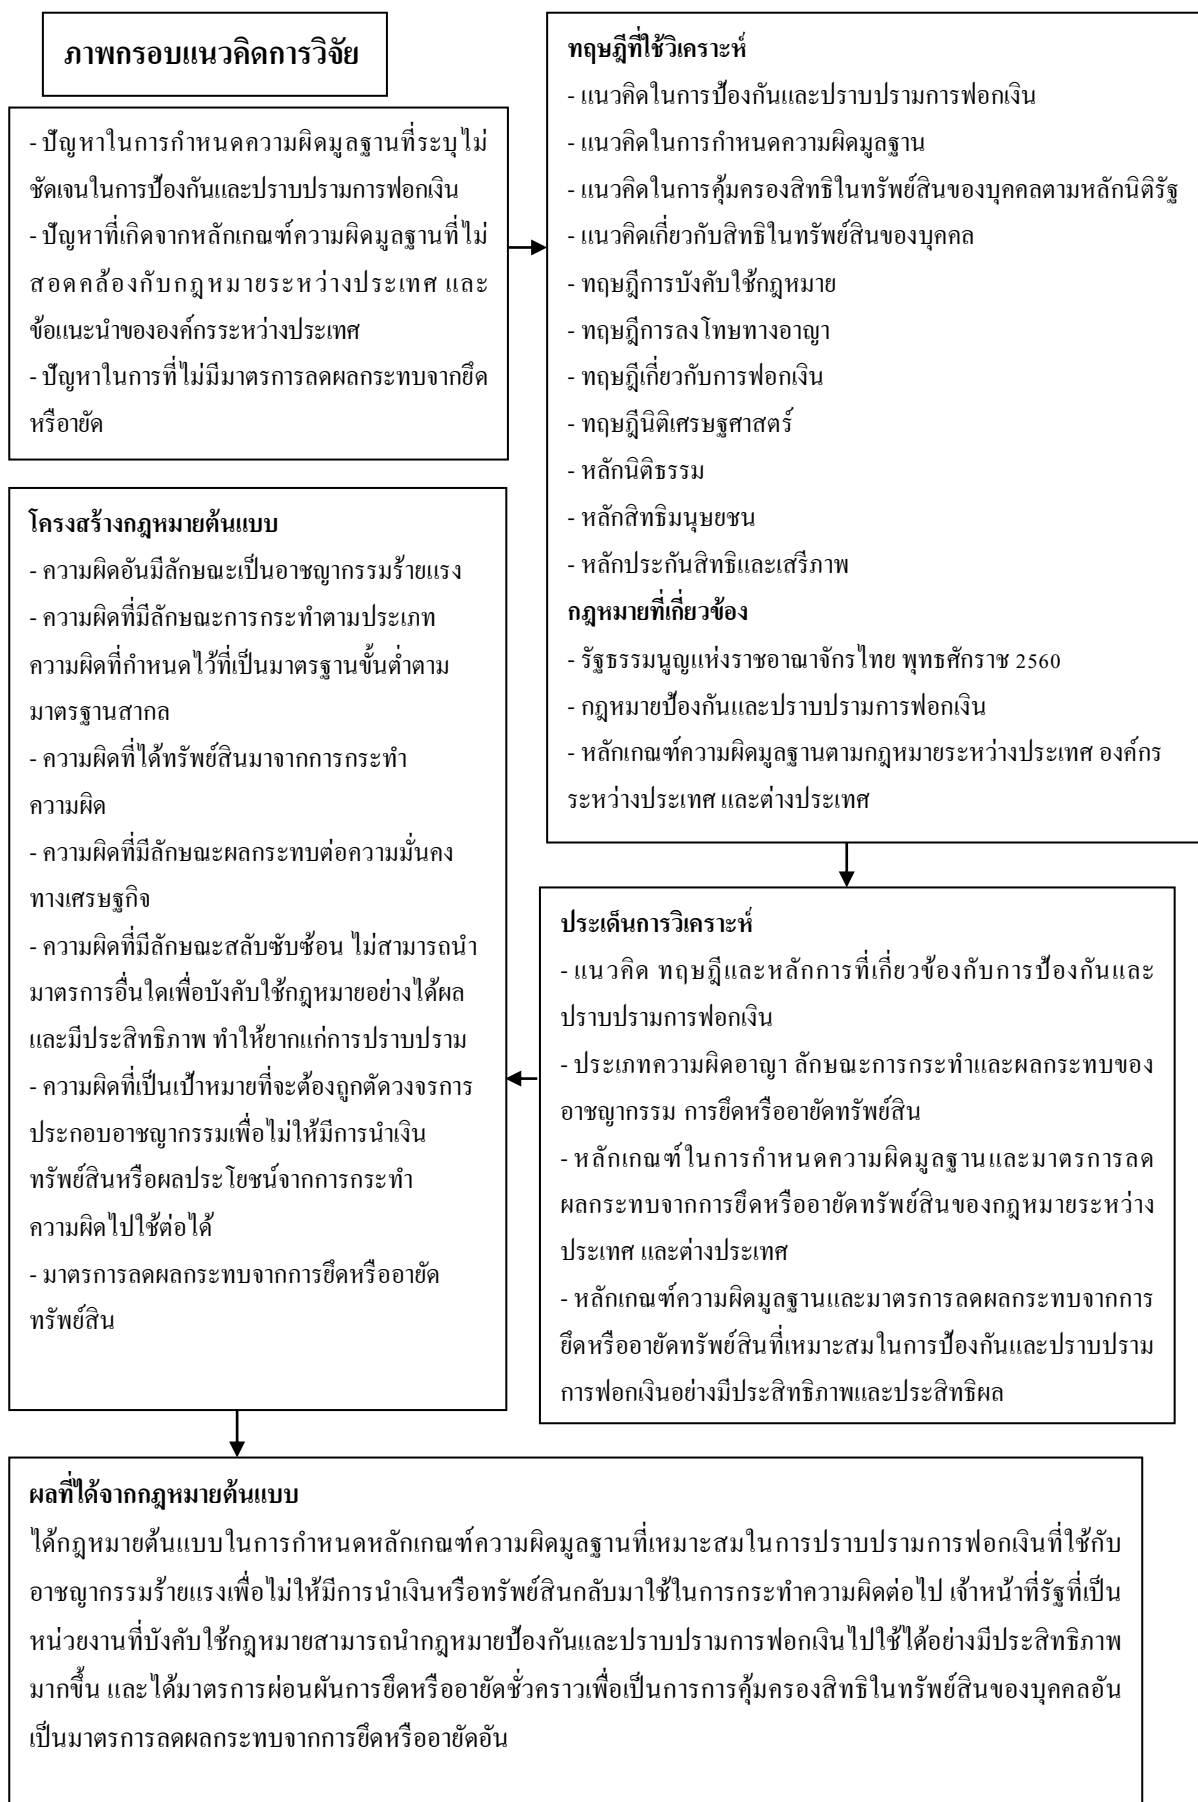 ภาพกรอบแนวคิดการวิจัย
- ปัญหาในการกำหนดความผิดมูลฐานที่ระบุไม่
ชัดเจนในการป้องกันและปราบปรามการฟอกเงิน
- ปัญหาที่เกิดจากหลักเกณฑ์ความผิดมูลฐานที่ไม่
สอดคล้องกับกฎหมายระหว่างประเทศ และ
ข้อแนะนำขององค์กรระหว่างประเทศ
- ปัญหาในการที่ไม่มีมาตรการลดผลกระทบจากยึด
หรืออายัด
ทฤษฎีที่ใช้วิเคราะห์
- แนวคิดในการป้องกันและปราบปรามการฟอกเงิน
- แนวคิดในการกำหนดความผิดมูลฐาน
- แนวคิดในการคุ้มครองสิทธิในทรัพย์สินของบุคคลตามหลักนิติรัฐ
- แนวคิดเกี่ยวกับสิทธิในทรัพย์สินของบุคคล
- ทฤษฎีการบังคับใช้กฎหมาย
- ทฤษฎีการลงโทษทางอาญา
- ทฤษฎีเกี่ยวกับการฟอกเงิน
- ทฤษฎีนิติเศรษฐศาสตร์
- หลักนิติธรรม
- หลักสิทธิมนุษยชน
- หลักประกันสิทธิและเสรีภาพ
กฎหมายที่เกี่ยวข้อง
- รัฐธรรมนูญแห่งราชอาณาจักรไทย พุทธศักราช 2560
- กฎหมายป้องกันและปราบปรามการฟอกเงิน
- หลักเกณฑ์ความผิดมูลฐานตามกฎหมายระหว่างประเทศ องค์กร
ระหว่างประเทศ และต่างประเทศ
ประเด็นการวิเคราะห์
- แนวคิด ทฤษฎีและหลักการที่เกี่ยวข้องกับการป้องกันและ
ปราบปรามการฟอกเงิน
- ประเภทความผิดอาญา ลักษณะการกระทำและผลกระทบของ
อาชญากรรม การยึดหรืออายัดทรัพย์สิน
- หลักเกณฑ์ในการกำหนดความผิดมูลฐานและมาตรการลด
ผลกระทบจากการยึดหรืออายัดทรัพย์สินของกฎหมายระหว่าง
ประเทศ และต่างประเทศ
- หลักเกณฑ์ความผิดมูลฐานและมาตรการลดผลกระทบจากการ
ยึดหรืออายัดทรัพย์สินที่เหมาะสมในการป้องกันและปราบปราม
การฟอกเงินอย่างมีประสิทธิภาพและประสิทธิผล
โครงสร้างกฎหมายต้นแบบ
- ความผิดอันมีลักษณะเป็นอาชญากรรมร้ายแรง
- ความผิดที่มีลักษณะการกระทำตามประเภท
ความผิดที่กำหนดไว้ที่เป็นมาตรฐานขั้นต่ำตาม
มาตรฐานสากล
- ความผิดที่ได้ทรัพย์สินมาจากการกระทำ
ความผิด
- ความผิดที่มีลักษณะผลกระทบต่อความมั่นคง
ทางเศรษฐกิจ
- ความผิดที่มีลักษณะสลับซับซ้อน ไม่สามารถนำ
มาตรการอื่นใดเพื่อบังคับใช้กฎหมายอย่างได้ผล
และมีประสิทธิภาพ ทำให้ยากแก่การปราบปราม
- ความผิดที่เป็นเป้าหมายที่จะต้องถูกตัดวงจรการ
ประกอบอาชญากรรมเพื่อไม่ให้มีการนำเงิน
ทรัพย์สินหรือผลประโยชน์จากการกระทำ
ความผิดไปใช้ต่อได้
- มาตรการลดผลกระทบจากการยึดหรืออายัด
ทรัพย์สิน
ผลที่ได้จากกฎหมายต้นแบบ
ได้กฎหมายต้นแบบในการกำหนดหลักเกณฑ์ความผิดมูลฐานที่เหมาะสมในการปราบปรามการฟอกเงินที่ใช้กับ
อาชญากรรมร้ายแรงเพื่อไม่ให้มีการนำเงินหรือทรัพย์สินกลับมาใช้ในการกระทำความผิดต่อไป เจ้าหน้าที่รัฐที่เป็น
หน่วยงานที่บังคับใช้กฎหมายสามารถนำกฎหมายป้องกันและปราบปรามการฟอกเงินไปใช้ได้อย่างมีประสิทธิภาพ
มากขึ้น และได้มาตรการผ่อนผันการยึดหรืออายัดชั่วคราวเพื่อเป็นการการคุ้มครองสิทธิในทรัพย์สินของบุคคลอัน
เป็นมาตรการลดผลกระทบจากการยึดหรืออายัดอัน